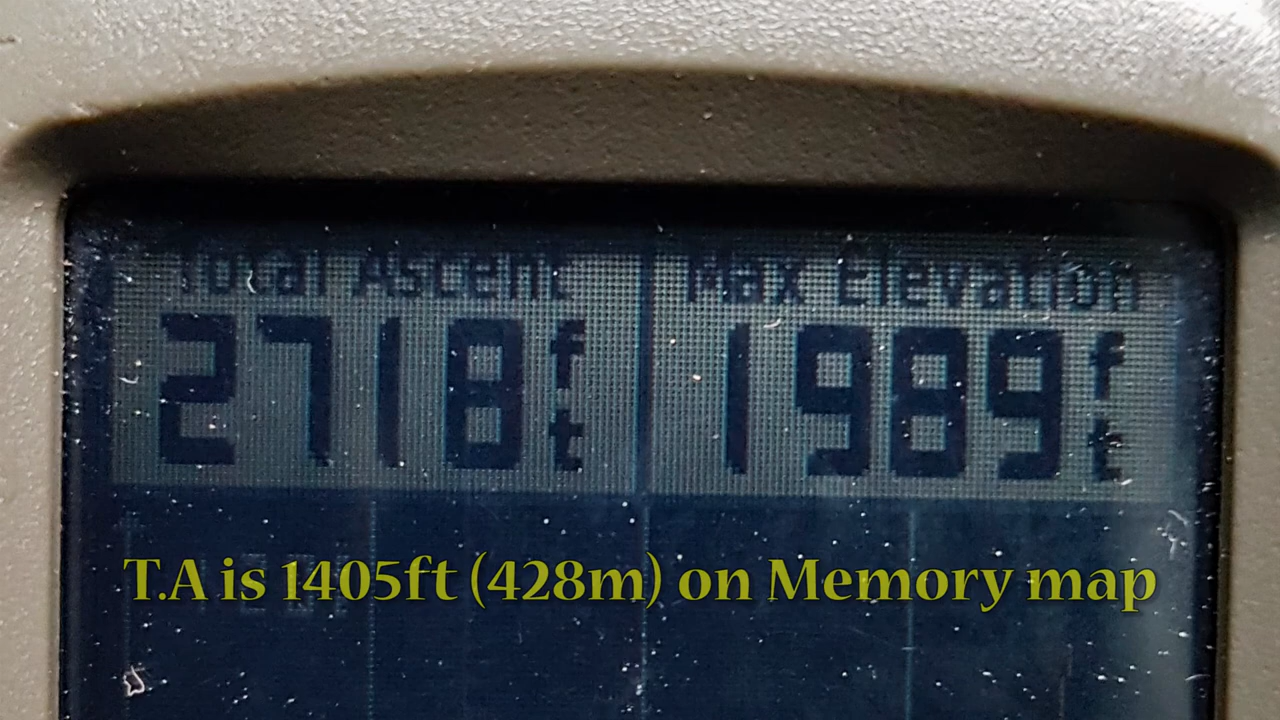 Total Ascent
2718ft
Max Elevation
1989ft
T.A is 1405ft (428m) on Memory map